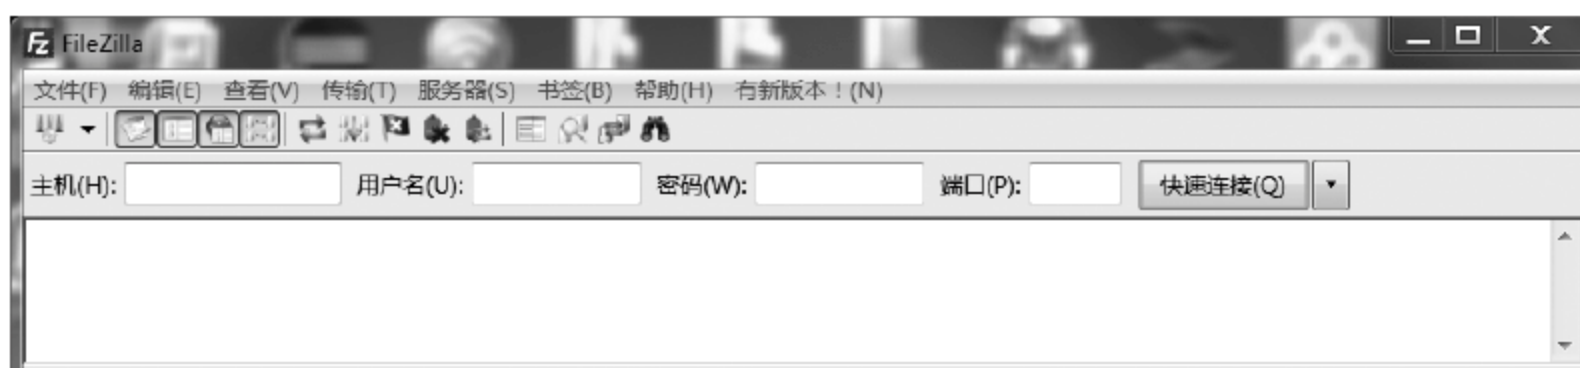 FileZilla
文件(F) 编辑(E) 查看(V) 传输(T) 服务器(S) 书签(B) 帮助(H) 有新版本！(N)
主机(H): 用户名(U): 密码(W): 端口(P): 快速连接(Q)